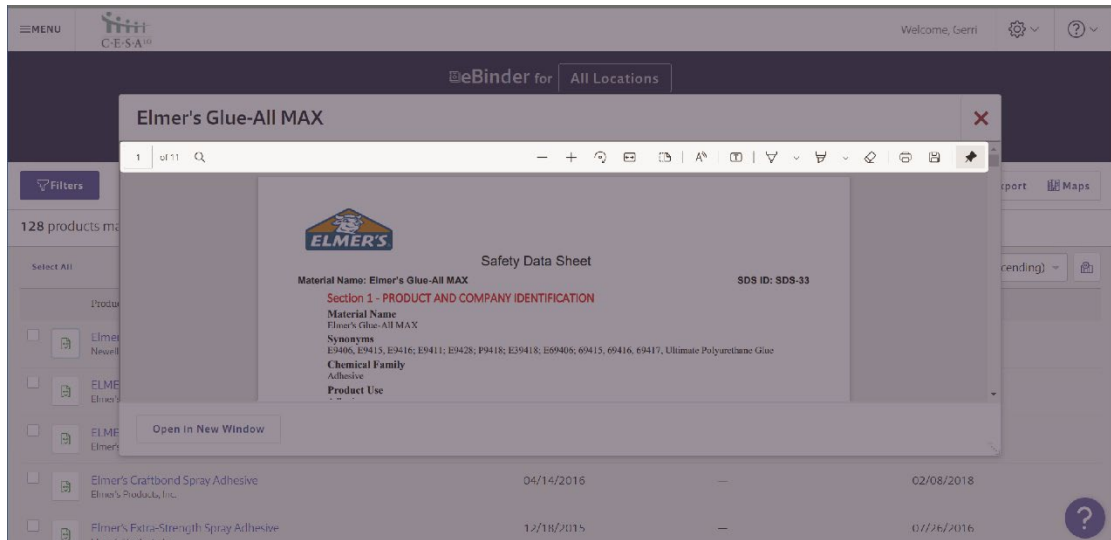 MENU
C·E·S·A 10
Welcome, Gerri
eBinder for All Locations
Elmer's Glue-All MAX
1 of 11
Filters
Maps
128 products
Select All
ELMER'S
Safety Data Sheet
Material Name: Elmer's Glue-All MAX SDS ID: SDS-33
Section 1 - PRODUCT AND COMPANY IDENTIFICATION
Material Name
Elmer's Glue-All MAX
Synonyms
E9406, E9415, E9416; E9411; E9428; P9418; E39418; E69406; 69415, 69416, 69417, Ultimate Polyurethane Glue
Chemical Family
Adhesive
Product Use
Open in New Window
Elmer's Craftbond Spray Adhesive 04/14/2016 — 02/08/2018
Elmer's Products, Inc.
Elmer's Extra-Strength Spray Adhesive 12/18/2015 — 07/26/2016
?